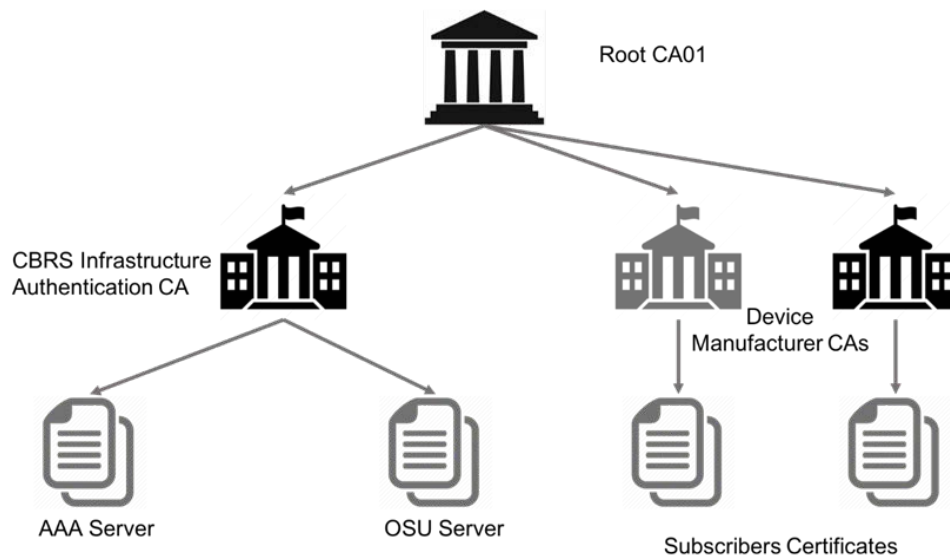 Root CA01
CBRS Infrastructure
Authentication CA
Device
Manufacturer CAs
AAA Server
OSU Server
Subscribers Certificates